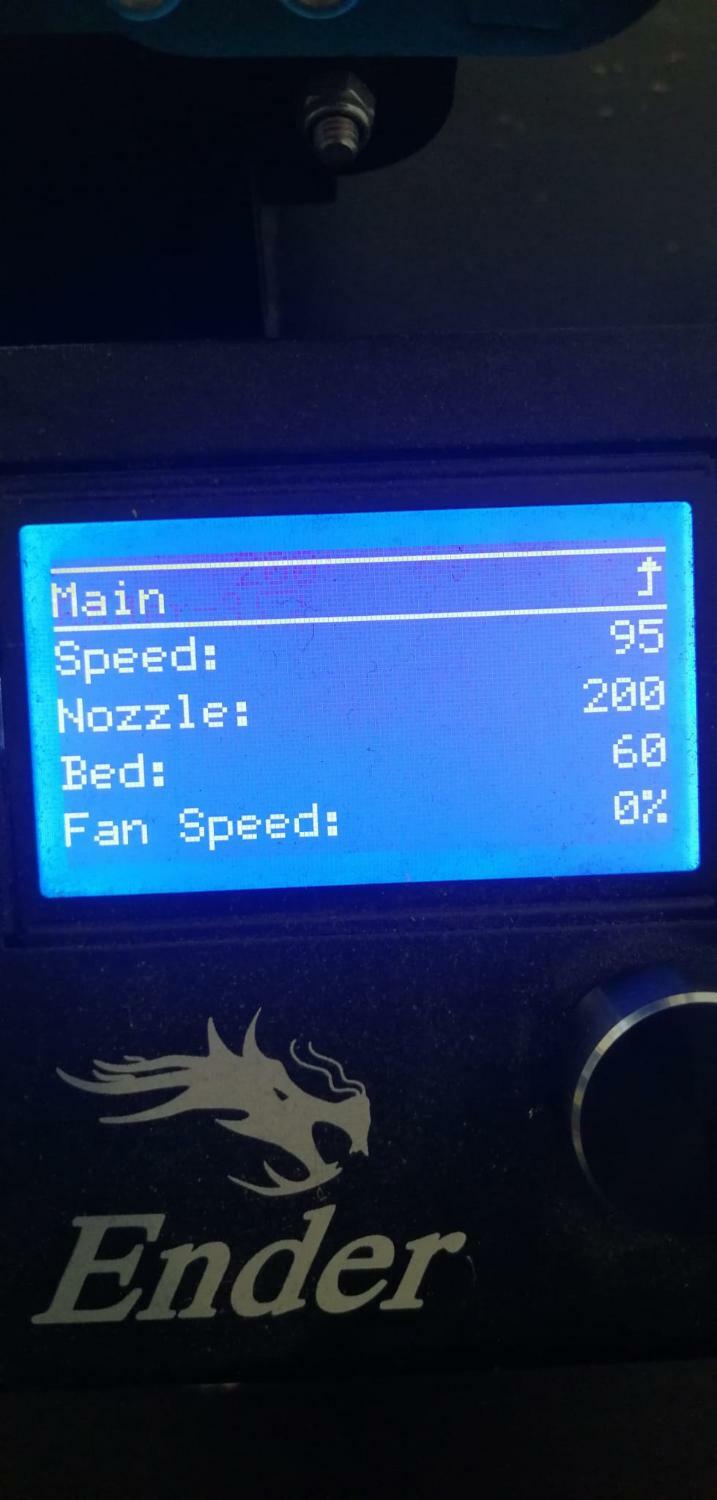 Main
Speed: 95
Nozzle: 200
Bed: 60
Fan Speed: 0%
Ender